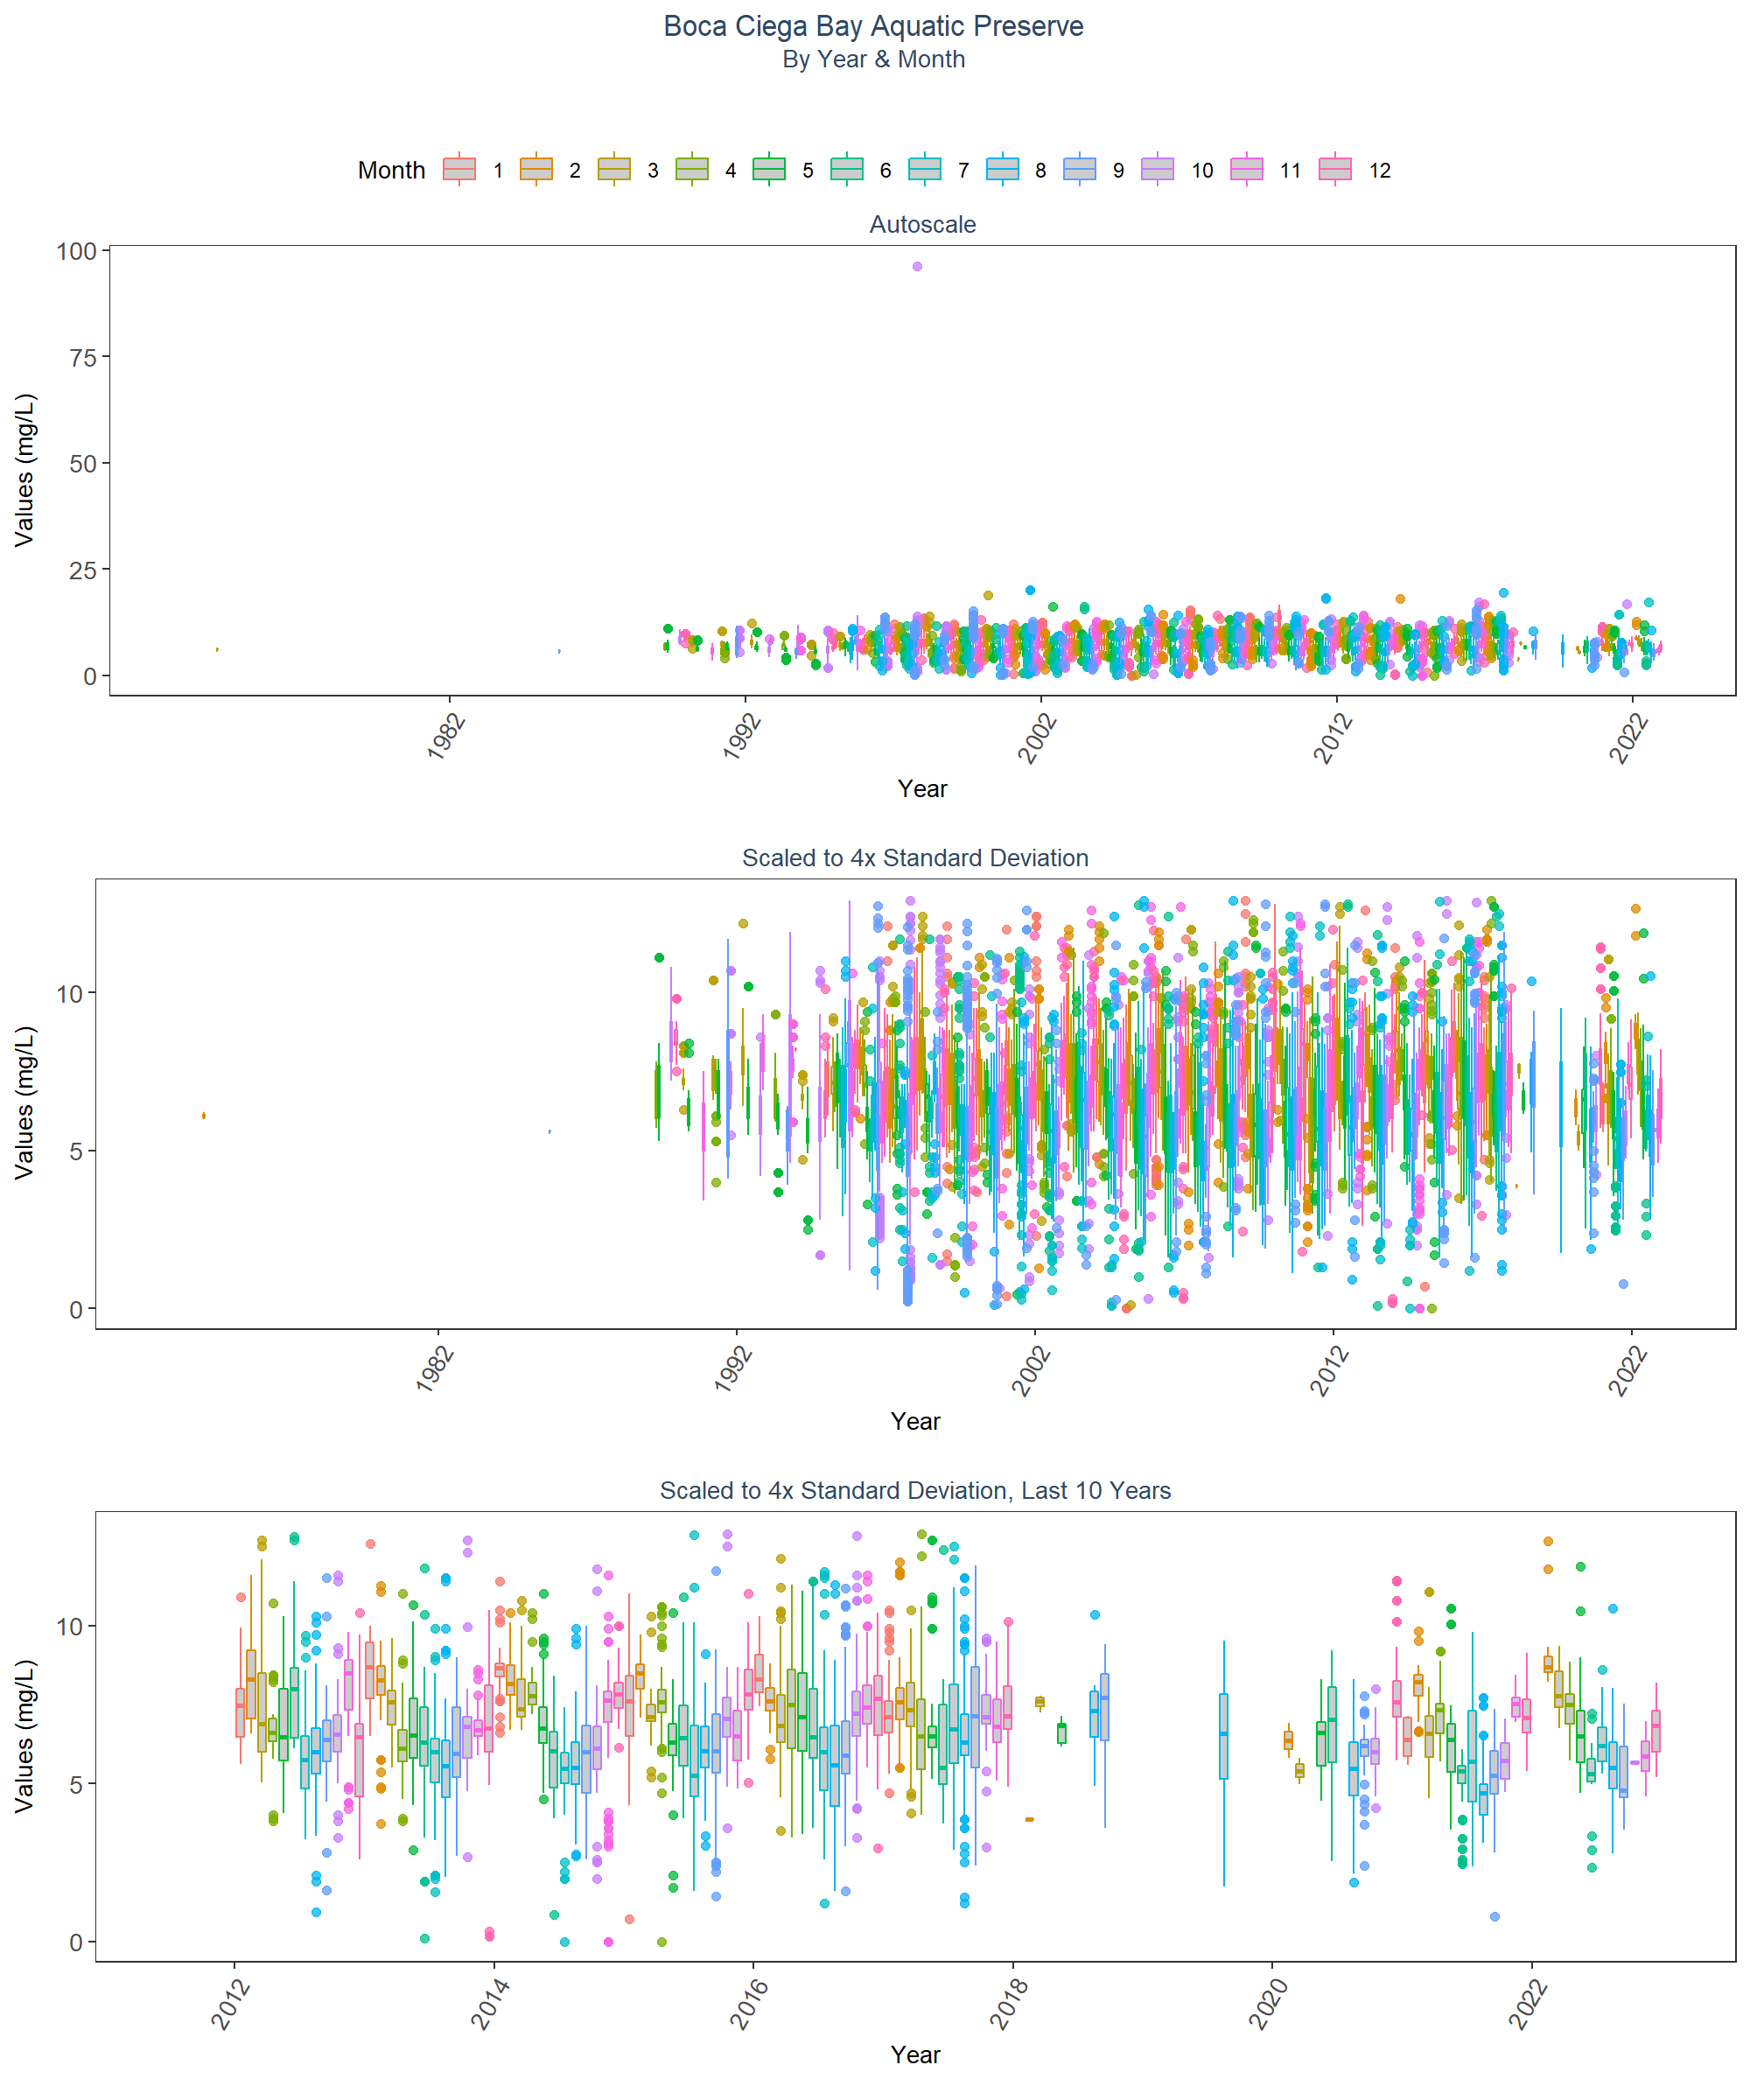 Boca Ciega Bay Aquatic Preserve
By Year & Month
Month 1 2 3 4 5 6 7 8 9 10 11 12
Autoscale
Values (mg/L)
100
75
50
25
0
1982 1992 2002 2012 2022
Year
Scaled to 4x Standard Deviation
Values (mg/L)
10
5
0
1982 1992 2002 2012 2022
Year
Scaled to 4x Standard Deviation, Last 10 Years
Values (mg/L)
10
5
0
2012 2014 2016 2018 2020 2022
Year